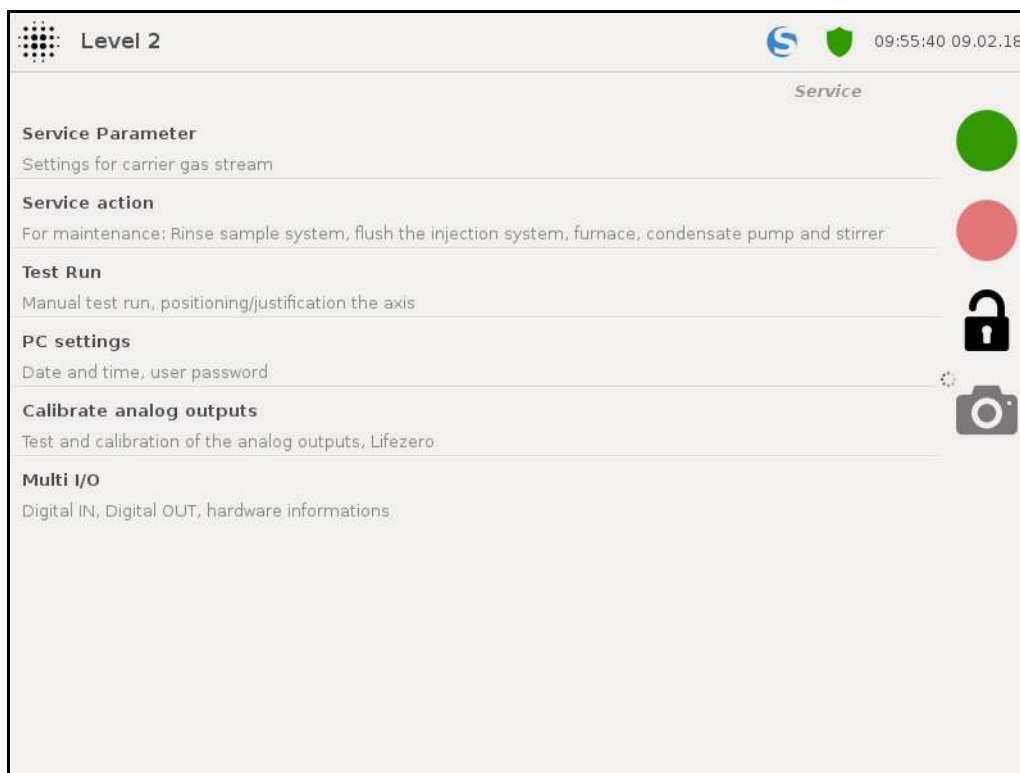 Level 2
09:55:40 09.02.18
Service
Service Parameter
Settings for carrier gas stream
Service action
For maintenance: Rinse sample system, flush the injection system, furnace, condensate pump and stirrer
Test Run
Manual test run, positioning/justification the axis
PC settings
Date and time, user password
Calibrate analog outputs
Test and calibration of the analog outputs, Lifezero
Multi I/O
Digital IN, Digital OUT, hardware informations